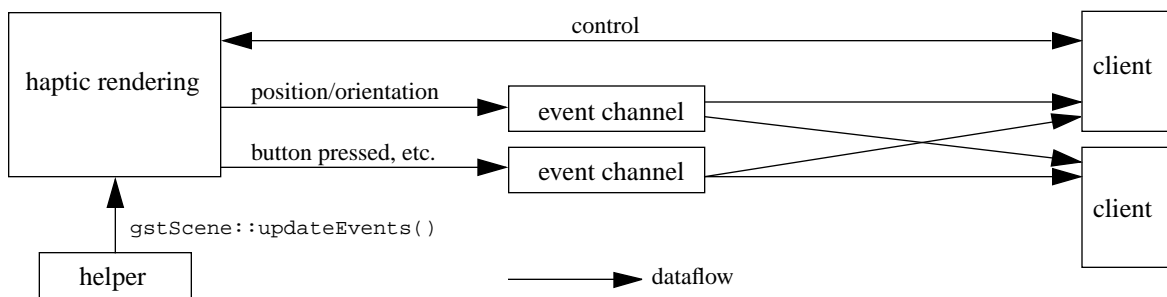 control
haptic rendering
client
position/orientation
event channel
button pressed, etc.
event channel
client
gstScene::updateEvents()
helper
dataflow